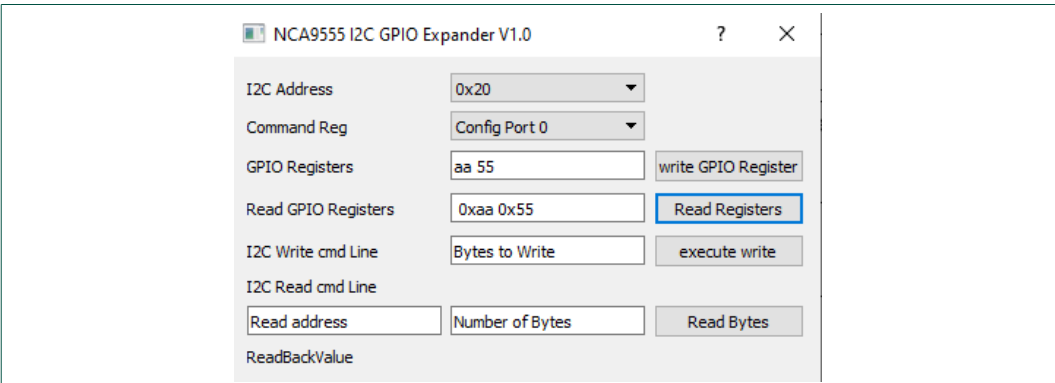 NCA9555 I2C GPIO Expander V1.0 ?
I2C Address 0x20
Command Reg Config Port 0
GPIO Registers aa 55 write GPIO Register
Read GPIO Registers 0xaa 0x55 Read Registers
I2C Write cmd Line Bytes to Write execute write
I2C Read cmd Line
Read address Number of Bytes Read Bytes
ReadBackValue